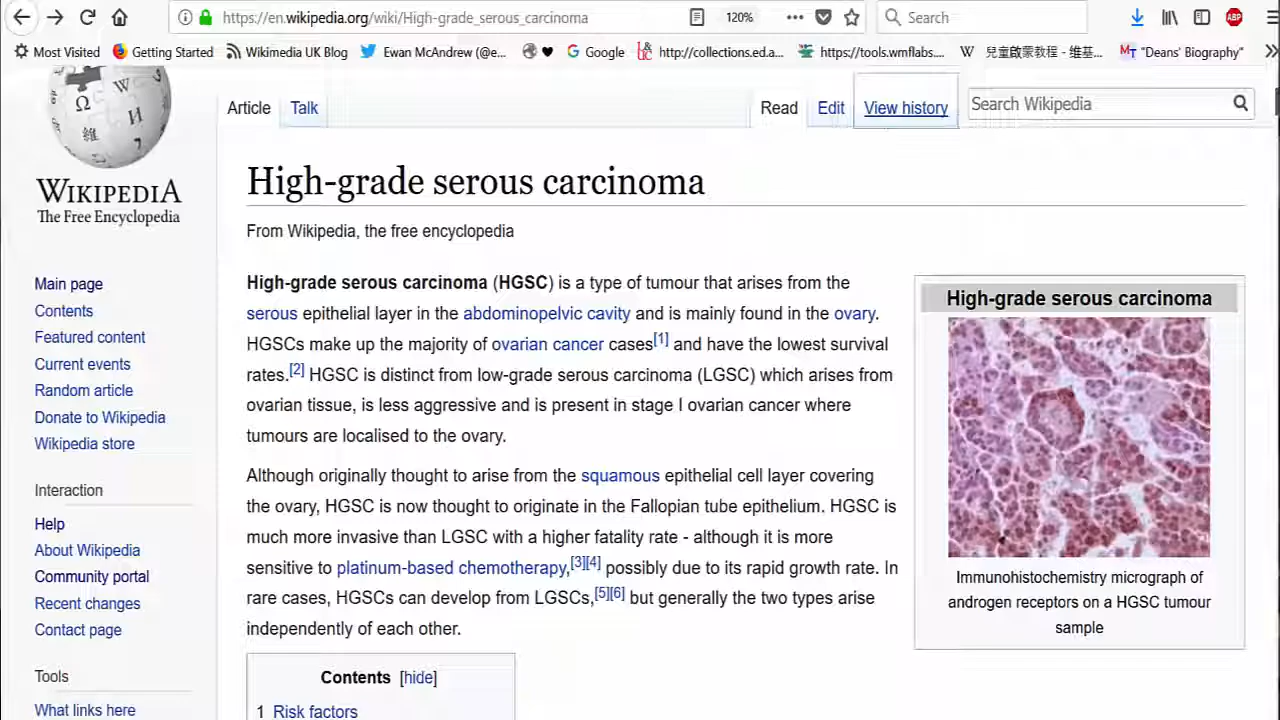 https://en.wikipedia.org/wiki/High-grade_serous_carcinoma
120%
Search
ABP
Most Visited
Getting Started
Wikimedia UK Blog
Ewan McAndrew (@e...
Google
http://collections.ed.a...
https://tools.wmflabs....
W 兒童啟蒙教程 - 維基...
"Deans' Biography"
Article
Talk
Read
Edit
View history
Search Wikipedia
WIKIPEDIA
The Free Encyclopedia
High-grade serous carcinoma
From Wikipedia, the free encyclopedia
Main page
Contents
Featured content
Current events
Random article
Donate to Wikipedia
Wikipedia store
Interaction
Help
About Wikipedia
Community portal
Recent changes
Contact page
Tools
What links here
High-grade serous carcinoma (HGSC) is a type of tumour that arises from the
serous epithelial layer in the abdominopelvic cavity and is mainly found in the ovary.
HGSCs make up the majority of ovarian cancer cases[1] and have the lowest survival
rates.[2] HGSC is distinct from low-grade serous carcinoma (LGSC) which arises from
ovarian tissue, is less aggressive and is present in stage I ovarian cancer where
tumours are localised to the ovary.
Although originally thought to arise from the squamous epithelial cell layer covering
the ovary, HGSC is now thought to originate in the Fallopian tube epithelium. HGSC is
much more invasive than LGSC with a higher fatality rate - although it is more
sensitive to platinum-based chemotherapy,[3][4] possibly due to its rapid growth rate. In
rare cases, HGSCs can develop from LGSCs,[5][6] but generally the two types arise
independently of each other.
Contents [hide]
1 Risk factors
High-grade serous carcinoma
Immunohistochemistry micrograph of
androgen receptors on a HGSC tumour
sample